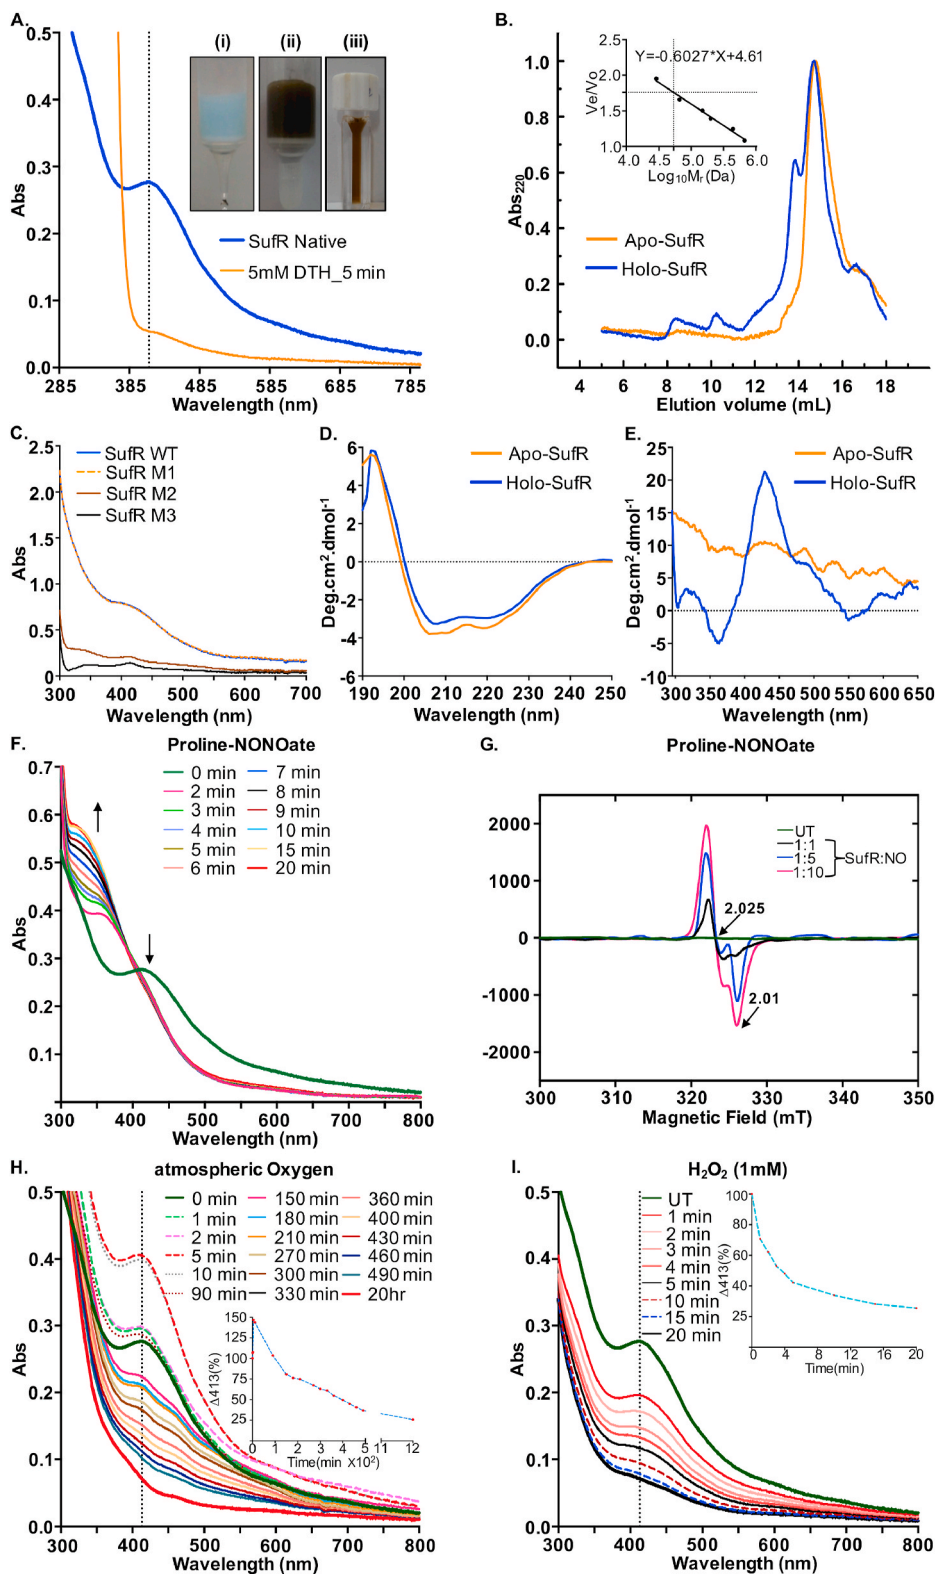 A.
(i) (ii) (iii)
0.5
0.4
0.3
0.2
0.1
0.0
Abs
SufR Native
5mM DTH_5 min
285 385 485 585 685 785
Wavelength (nm)
B.
2.5
2.0
1.5
1.0
Ve/Vo
Y=-0.6027*X+4.61
4.0 4.5 5.0 5.5 6.0
Log10Mr(Da)
1.0
0.8
0.6
0.4
0.2
0.0
Abs220
Apo-SufR
Holo-SufR
4 6 8 10 12 14 16 18
Elution volume (mL)
C.
2.5
2.0
1.5
1.0
0.5
0
Abs
SufR WT
SufR M1
SufR M2
SufR M3
300 400 500 600 700
Wavelength (nm)
D.
6
4
2
0
-2
-4
-6
Deg.cm2.dmol-1
Apo-SufR
Holo-SufR
190 200 210 220 230 240 250
Wavelength (nm)
E.
25
20
15
10
5
0
-5
-10
Deg.cm2.dmol-1
Apo-SufR
Holo-SufR
300 350 400 450 500 550 600 650
Wavelength (nm)
F.
Proline-NONOate
0.7
0.6
0.5
0.4
0.3
0.2
0.1
Abs
0 min 7 min
2 min 8 min
3 min 9 min
4 min 10 min
5 min 15 min
6 min 20 min
300 400 500 600 700 800
Wavelength (nm)
G.
Proline-NONOate
2000
1000
0
-1000
-2000
UT
1:1
1:5
1:10
SufR:NO
2.025
2.01
300 310 320 330 340 350
Magnetic Field (mT)
H.
atmospheric Oxygen
0.5
0.4
0.3
0.2
0.1
0.0
Abs
0 min 150 min 360 min
1 min 180 min 400 min
2 min 210 min 430 min
5 min 270 min 460 min
10 min 300 min 490 min
90 min 330 min 20hr
150
100
75
50
25
Δ413(%)
0 1 2 3 4 5 11 12
Time(min X102)
300 400 500 600 700 800
Wavelength (nm)
I.
H2O2 (1mM)
0.5
0.4
0.3
0.2
0.1
0.0
Abs
UT
1 min
2 min
3 min
4 min
5 min
10 min
15 min
20 min
100
80
60
40
25
Δ413(%)
0 4 8 12 16 20
Time(min)
300 400 500 600 700 800
Wavelength (nm)